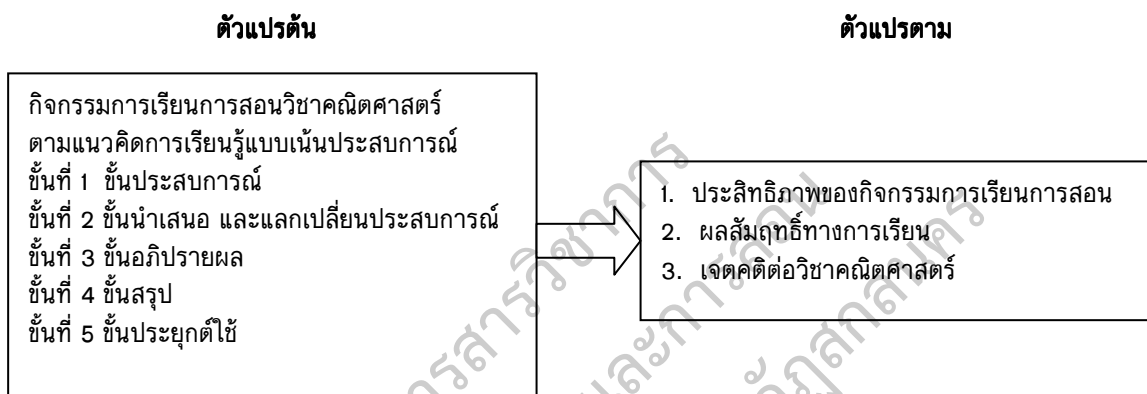 ตัวแปรต้น
ตัวแปรตาม
กิจกรรมการเรียนการสอนวิชาคณิตศาสตร์
ตามแนวคิดการเรียนรู้แบบเน้นประสบการณ์
ขั้นที่ 1 ขั้นประสบการณ์
ขั้นที่ 2 ขั้นนำเสนอ และแลกเปลี่ยนประสบการณ์
ขั้นที่ 3 ขั้นอภิปรายผล
ขั้นที่ 4 ขั้นสรุป
ขั้นที่ 5 ขั้นประยุกต์ใช้
1. ประสิทธิภาพของกิจกรรมการเรียนการสอน
2. ผลสัมฤทธิ์ทางการเรียน
3. เจตคติต่อวิชาคณิตศาสตร์